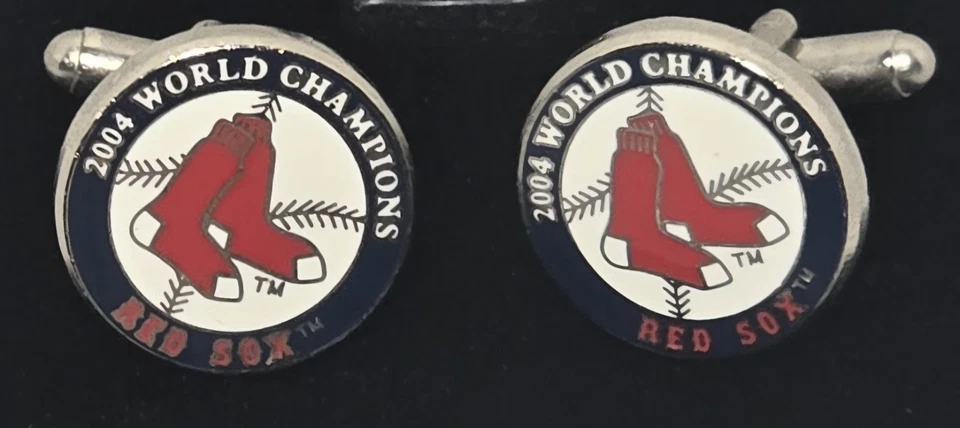 2004 WORLD CHAMPIONS
TM
RED SOX TM
2004 WORLD CHAMPIONS
TM
RED SOX TM